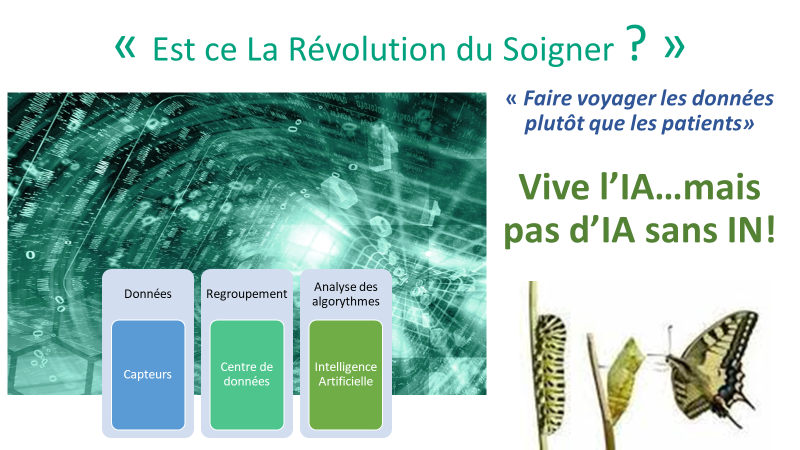 « Est ce La Révolution du Soigner ? »
« Faire voyager les données
plutôt que les patients»
Vive l’IA…mais
pas d’IA sans IN!
Données
Capteurs
Regroupement
Centre de
données
Analyse des
algorythmes
Intelligence
Artificielle